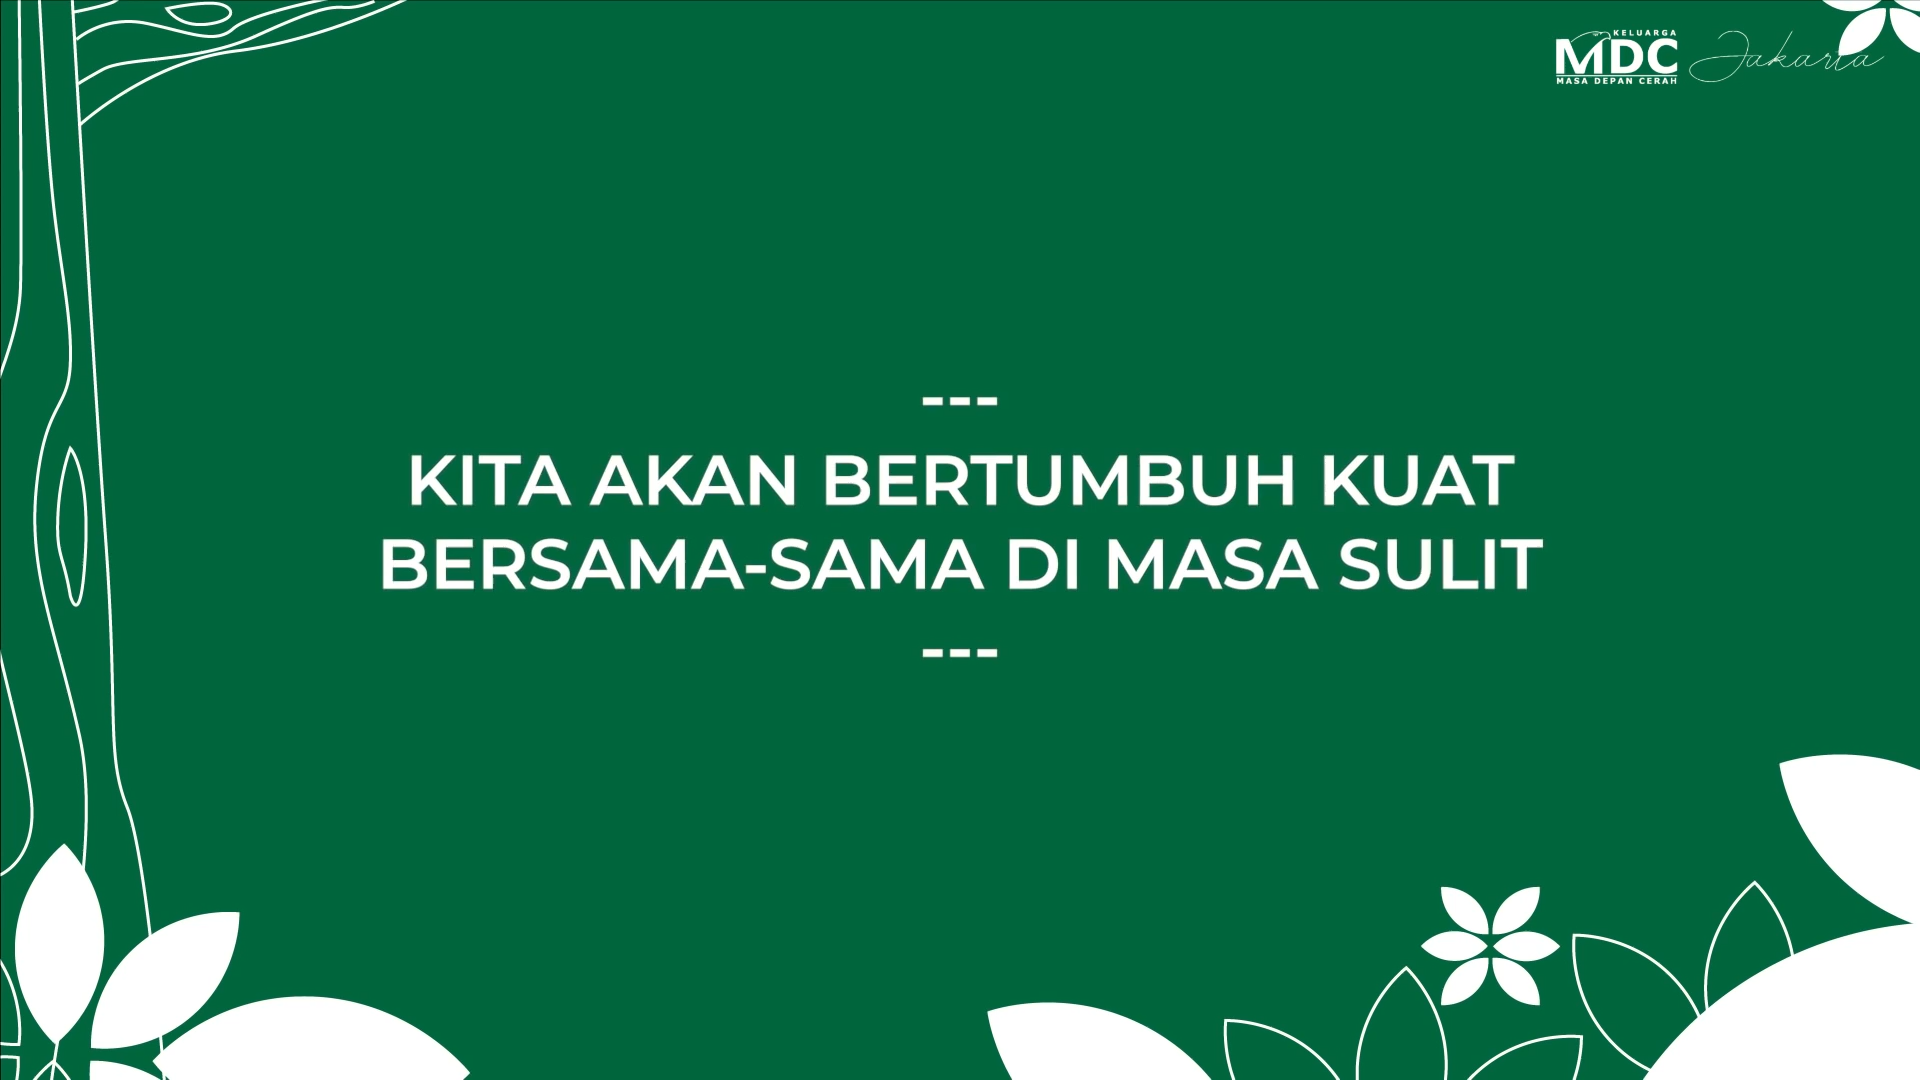 KELUARGA
MDC
MASA DEPAN CERAH
Jakarta
---
KITA AKAN BERTUMBUH KUAT
BERSAMA-SAMA DI MASA SULIT
---